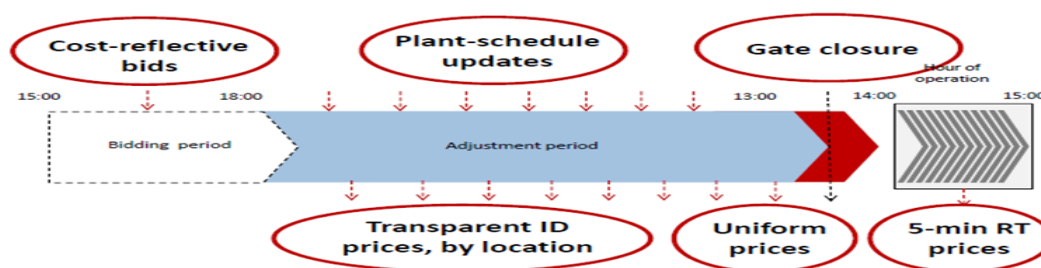 Cost-reflective
bids
Plant-schedule
updates
Gate closure
Hour of
operation
15:00
18:00
13:00
14:00
15:00
Bidding period
Adjustment period
Transparent ID
prices, by location
Uniform
prices
5-min RT
prices